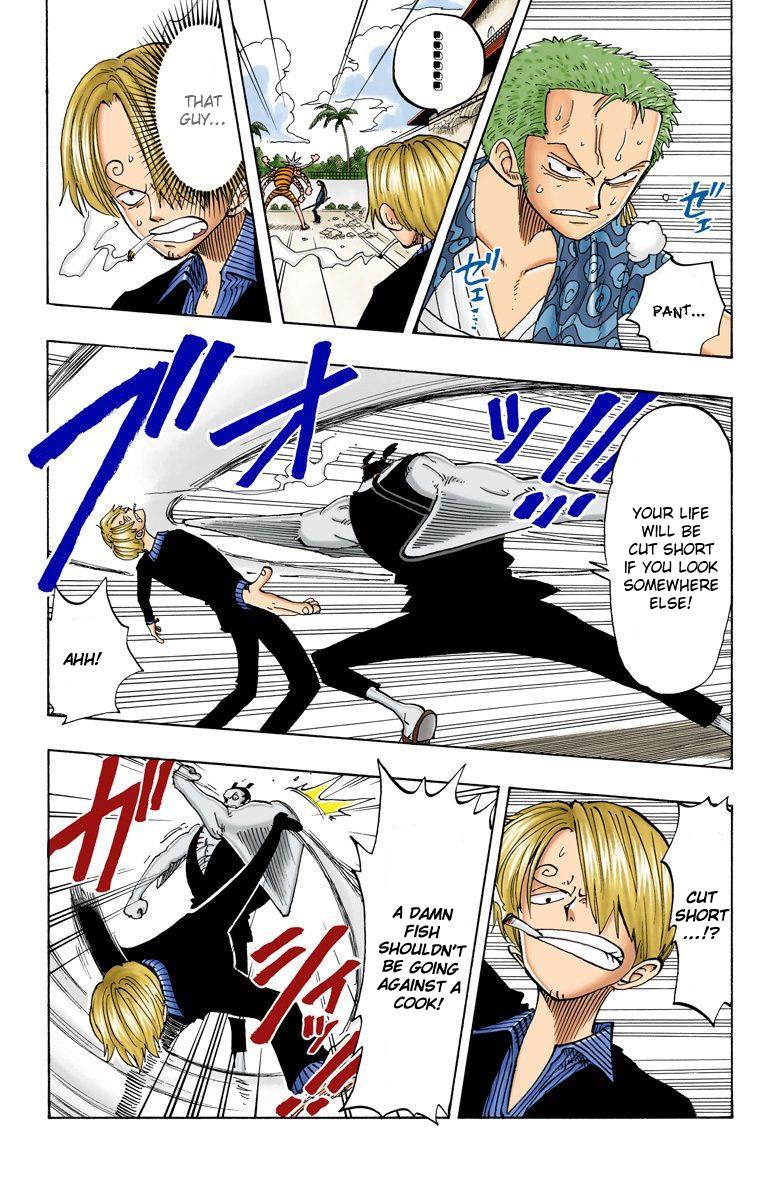 ゼェ
ゼェ…
PANT...
!!!!!
THAT
GUY...
YOUR LIFE
WILL BE
CUT SHORT
IF YOU LOOK
SOMEWHERE
ELSE!
ブオッ!!!
AHH!
CUT
SHORT
...!?
A DAMN
FISH
SHOULDN'T
BE GOING
AGAINST A
COOK!
ガシィッ